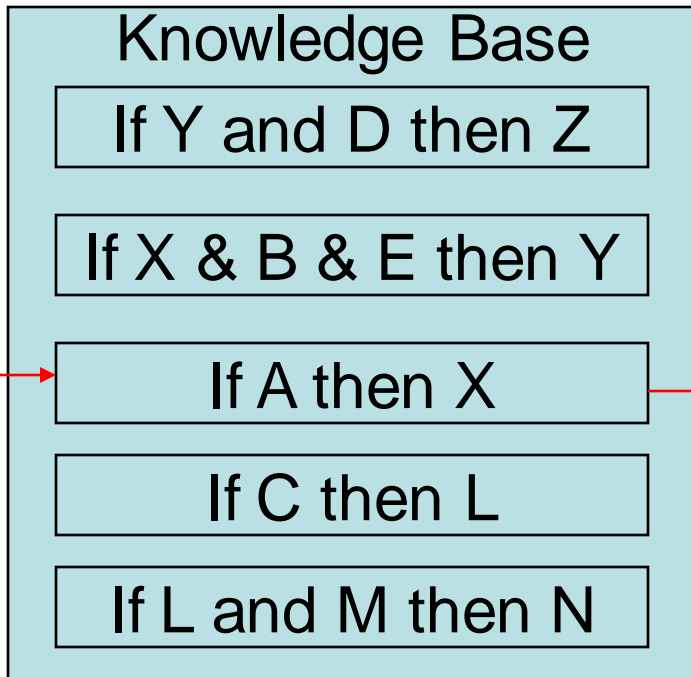 Knowledge Base
If Y and D then Z
If X & B & E then Y
If A then X
If C then L
If L and M then N